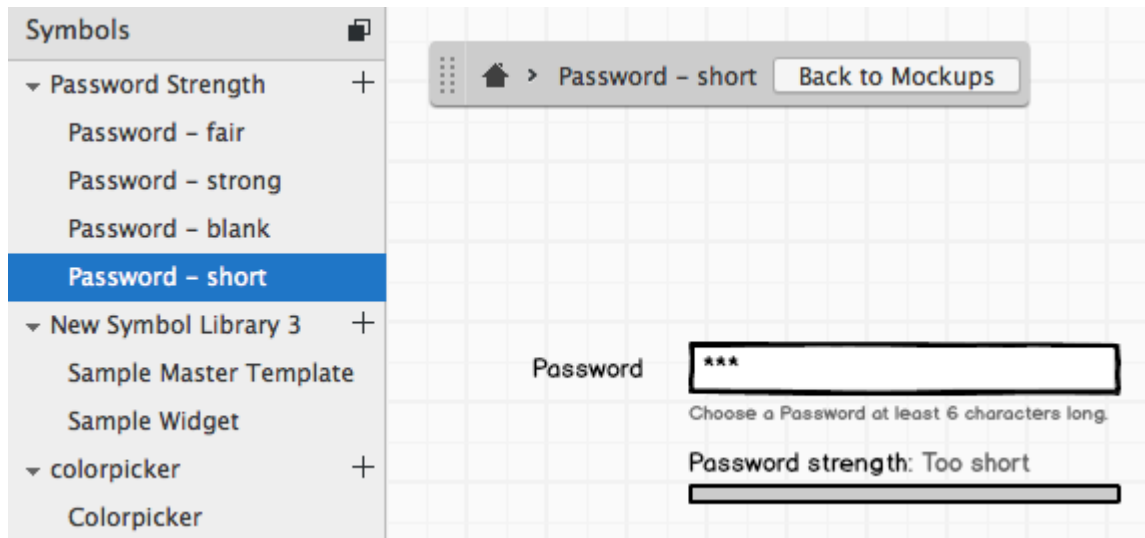 Symbols
Password Strength
Password – fair
Password – strong
Password – blank
Password – short
New Symbol Library 3
Sample Master Template
Sample Widget
colorpicker
Colorpicker
Password – short Back to Mockups
Password ***
Choose a Password at least 6 characters long.
Password strength: Too short